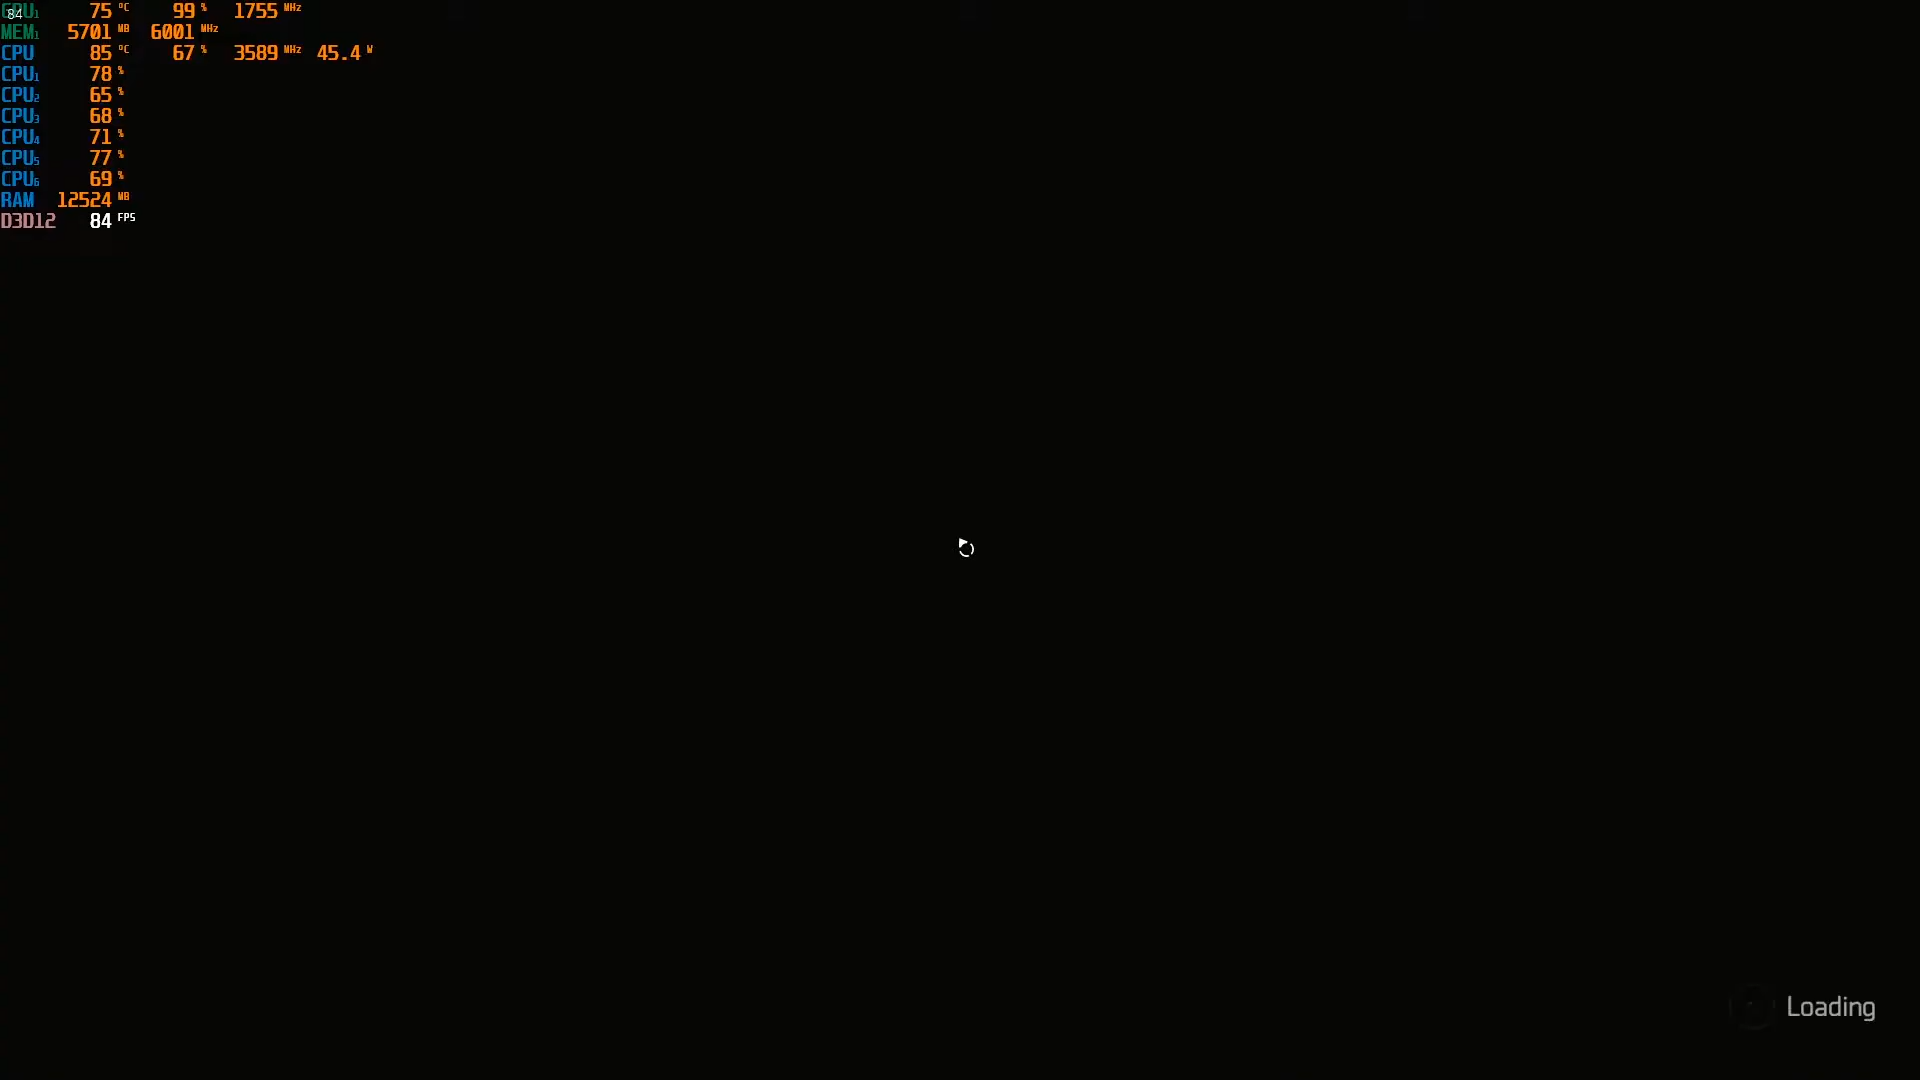 GPU1 75 °C 99 % 1755 MHz
84
MEM1 5701 MB 6001 MHz
CPU 85 °C 67 % 3589 MHz 45.4 W
CPU1 78 %
CPU2 65 %
CPU3 68 %
CPU4 71 %
CPU5 77 %
CPU6 69 %
RAM 12524 MB
D3D12 84 FPS
Loading